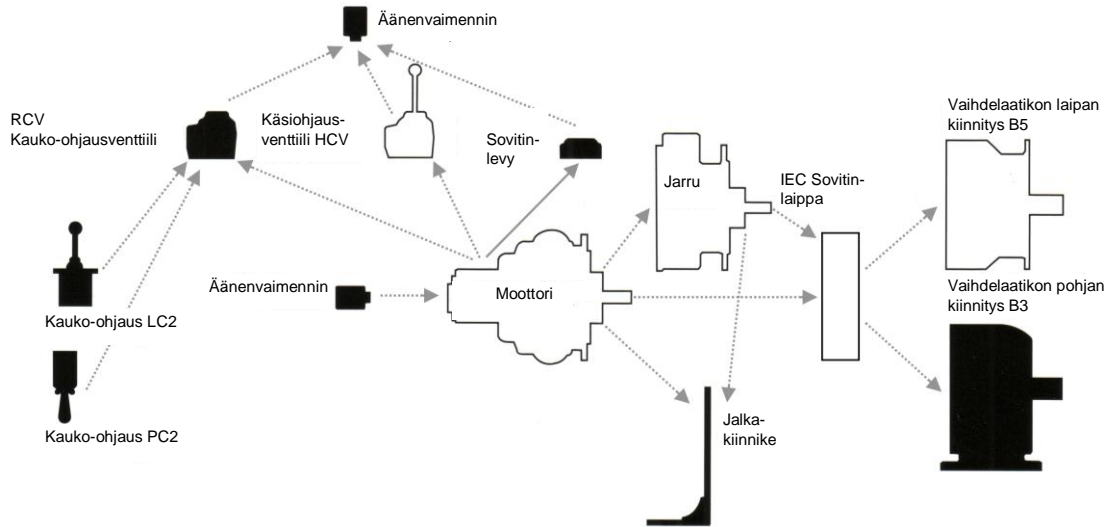 Äänenvaimennin
RCV
Kauko-ohjausventtiili
Käsiohjaus-
venttiili HCV
Sovitin-
levy
Jarru
IEC Sovitin-
laippa
Vaihdelaatikon laipan
kiinnitys B5
Äänenvaimennin
Moottori
Kauko-ohjaus LC2
Vaihdelaatikon pohjan
kiinnitys B3
Kauko-ohjaus PC2
Jalka-
kiinnike